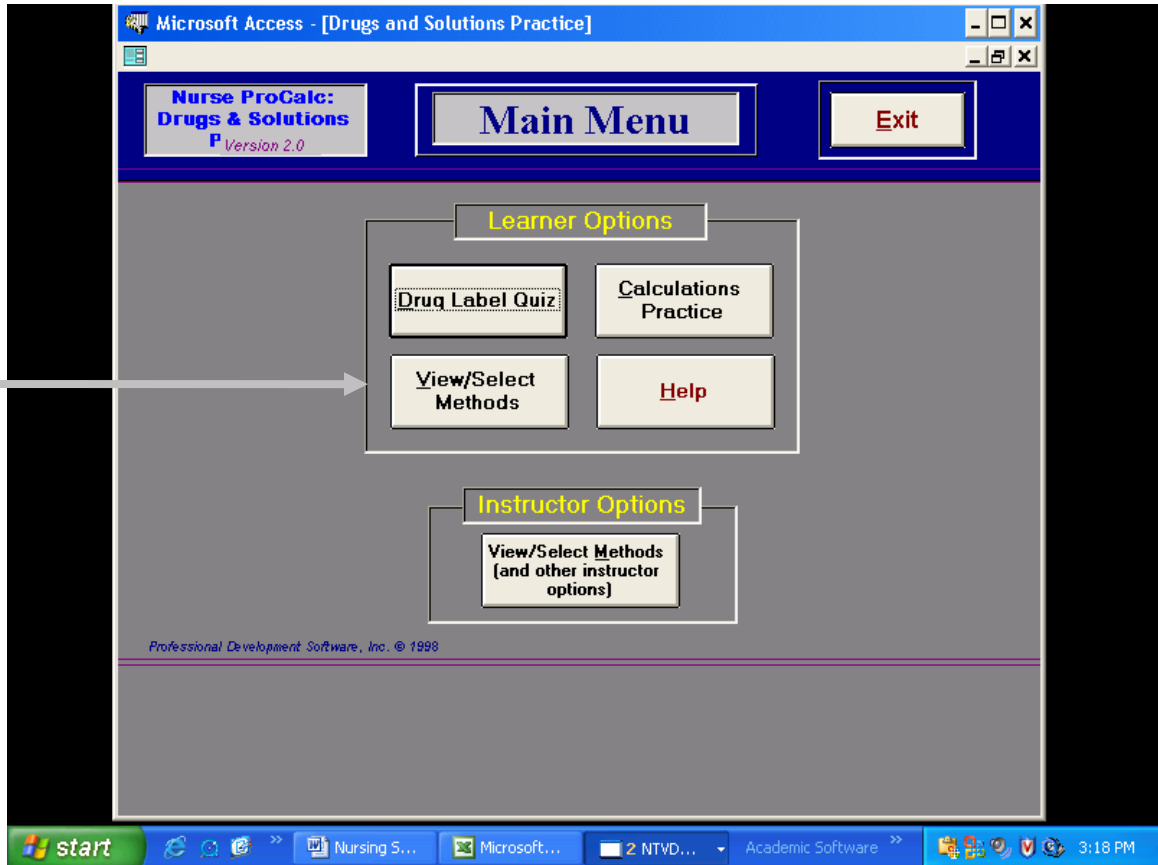 Microsoft Access - [Drugs and Solutions Practice]
Nurse ProCalc:
Drugs & Solutions
P Version 2.0
Main Menu
Exit
Learner Options
Drug Label Quiz
Calculations
Practice
View/Select
Methods
Help
Instructor Options
View/Select Methods
(and other instructor
options)
Professional Development Software, Inc. © 1998
start
Nursing S...
Microsoft...
2 NTVD...
Academic Software
3:18 PM